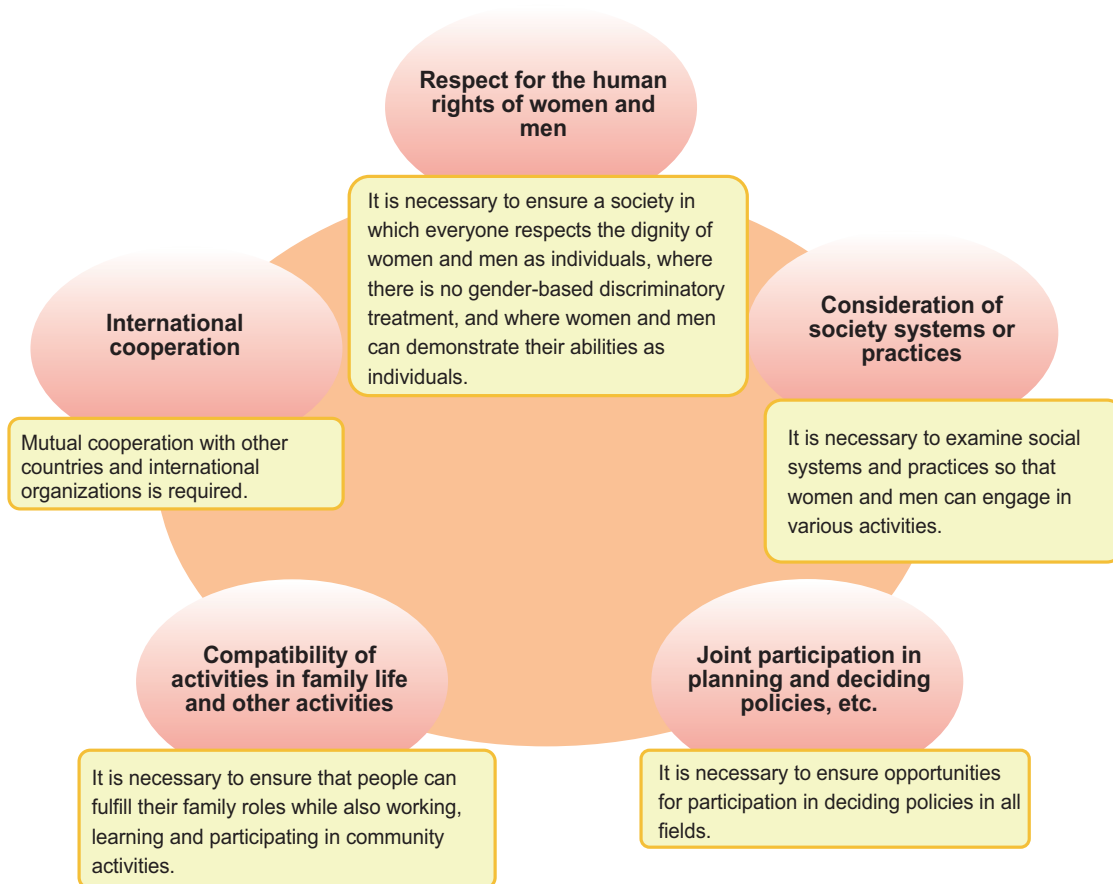 Respect for the human
rights of women and
men
It is necessary to ensure a society in
which everyone respects the dignity of
women and men as individuals, where
there is no gender-based discriminatory
treatment, and where women and men
can demonstrate their abilities as
individuals.
International
cooperation
Mutual cooperation with other
countries and international
organizations is required.
Consideration of
society systems or
practices
It is necessary to examine social
systems and practices so that
women and men can engage in
various activities.
Compatibility of
activities in family life
and other activities
It is necessary to ensure that people can
fulfill their family roles while also working,
learning and participating in community
activities.
Joint participation in
planning and deciding
policies, etc.
It is necessary to ensure opportunities
for participation in deciding policies in all
fields.